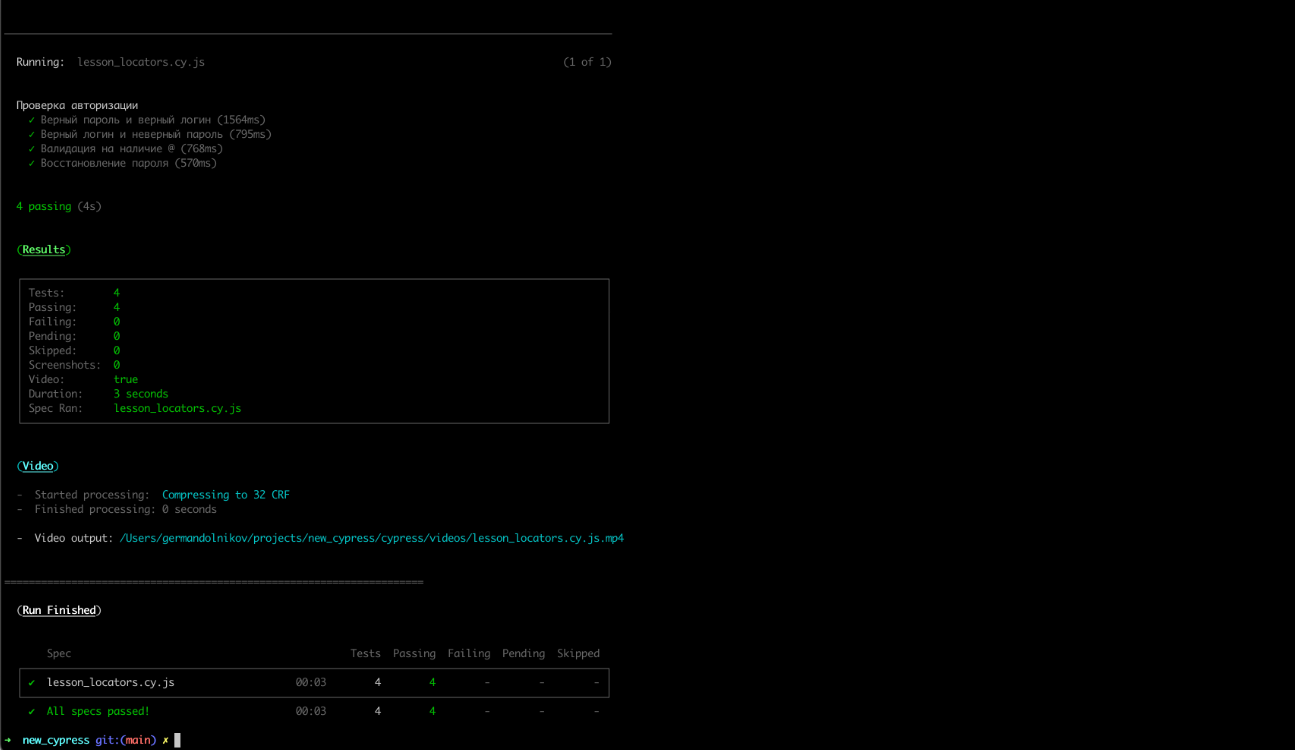 Running: lesson_locators.cy.js (1 of 1)
Проверка авторизации
✓ Верный пароль и верный логин (1564ms)
✓ Верный логин и неверный пароль (795ms)
✓ Валидация на наличие @ (768ms)
✓ Восстановление пароля (570ms)
4 passing (4s)
(Results)
Tests: 4
Passing: 4
Failing: 0
Pending: 0
Skipped: 0
Screenshots: 0
Video: true
Duration: 3 seconds
Spec Ran: lesson_locators.cy.js
(Video)
- Started processing: Compressing to 32 CRF
- Finished processing: 0 seconds
- Video output: /Users/germandolnikov/projects/new_cypress/cypress/videos/lesson_locators.cy.js.mp4
(Run Finished)
Spec Tests Passing Failing Pending Skipped
✔ lesson_locators.cy.js 00:03 4 4 - - -
✔ All specs passed! 00:03 4 4 - - -
➜ new_cypress git:(main) ✗